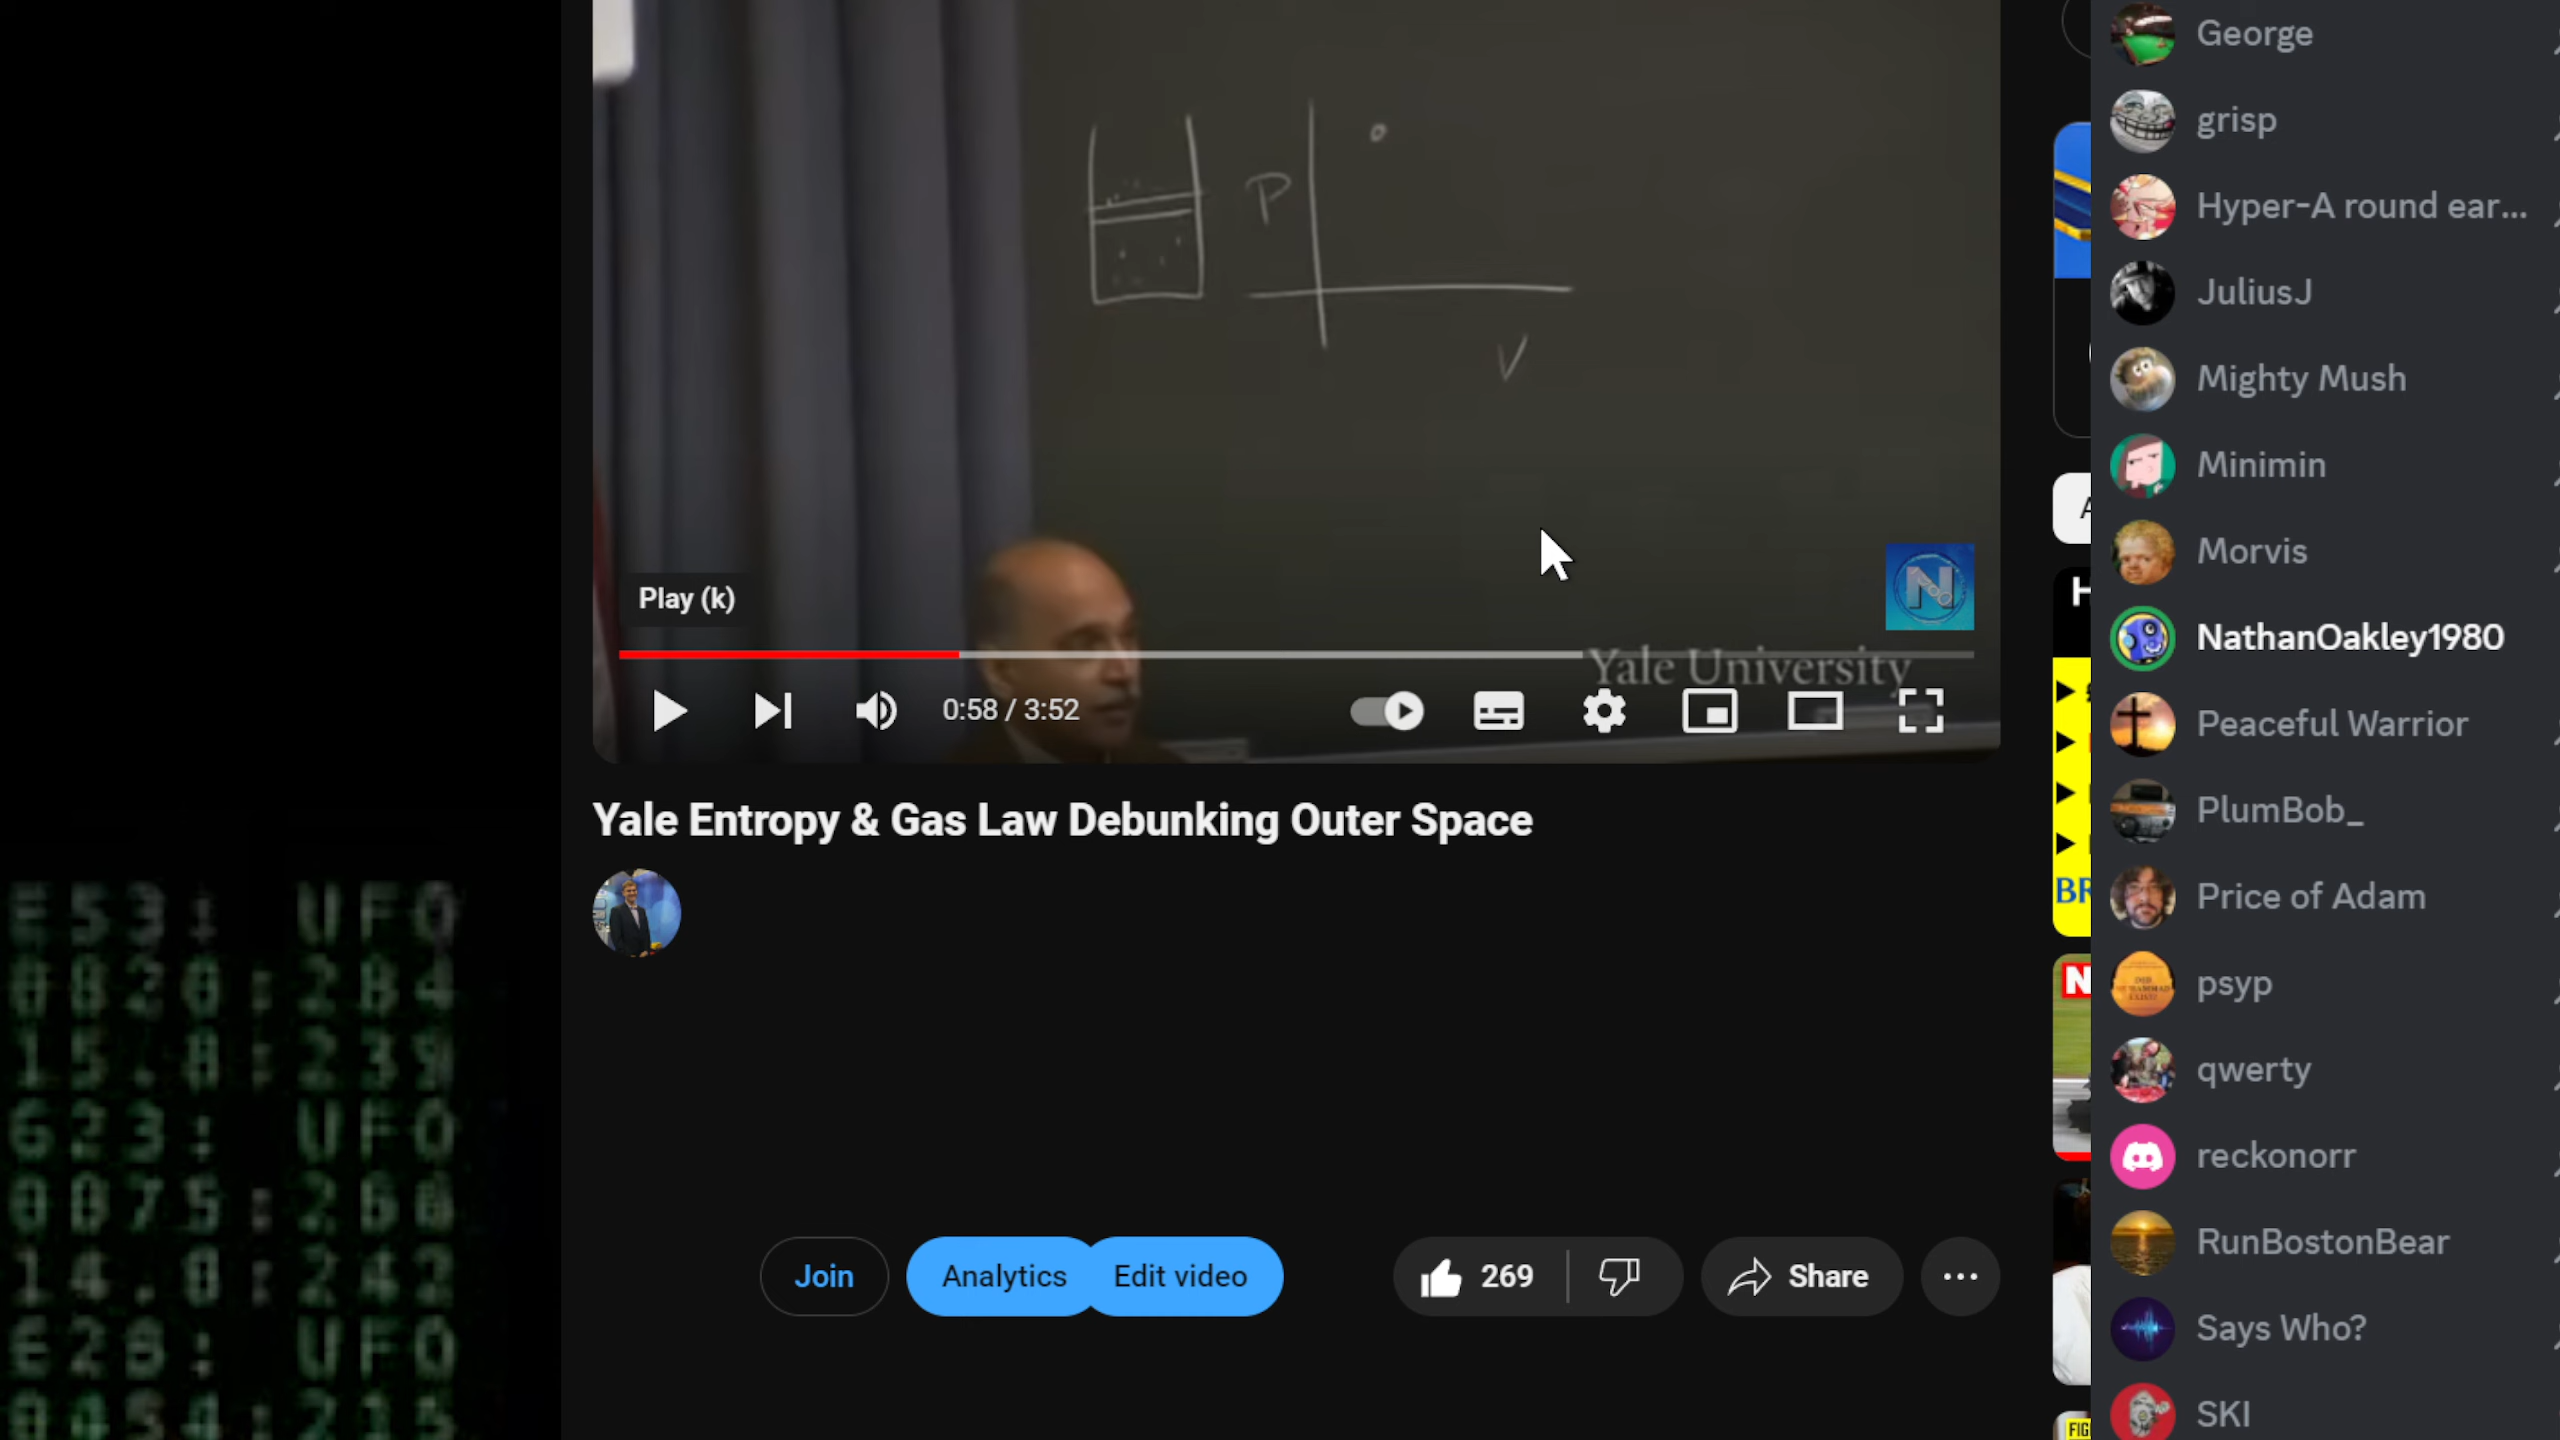 P
V
Play (k)
Yale University
0:58 / 3:52
Yale Entropy & Gas Law Debunking Outer Space
Join
Analytics
Edit video
269
Share
UFO
UFO
UFO
BR
N
George
grisp
Hyper-A round ear...
JuliusJ
Mighty Mush
Minimin
Morvis
NathanOakley1980
Peaceful Warrior
PlumBob_
Price of Adam
psyp
qwerty
reckonorr
RunBostonBear
Says Who?
SKI